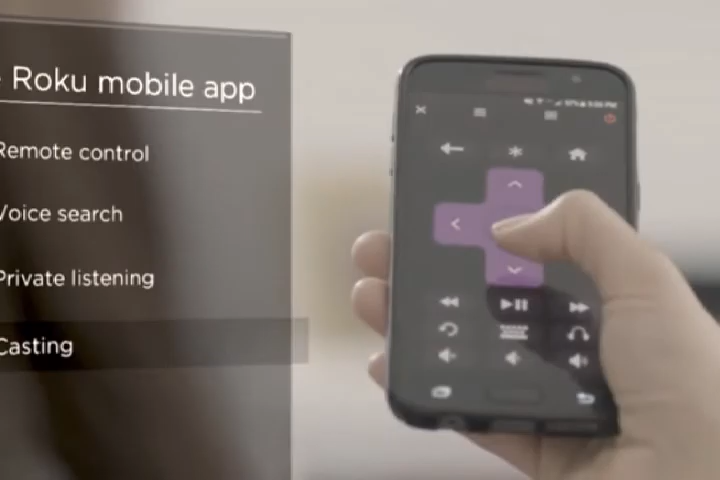 Roku mobile app
Remote control
Voice search
Private listening
Casting